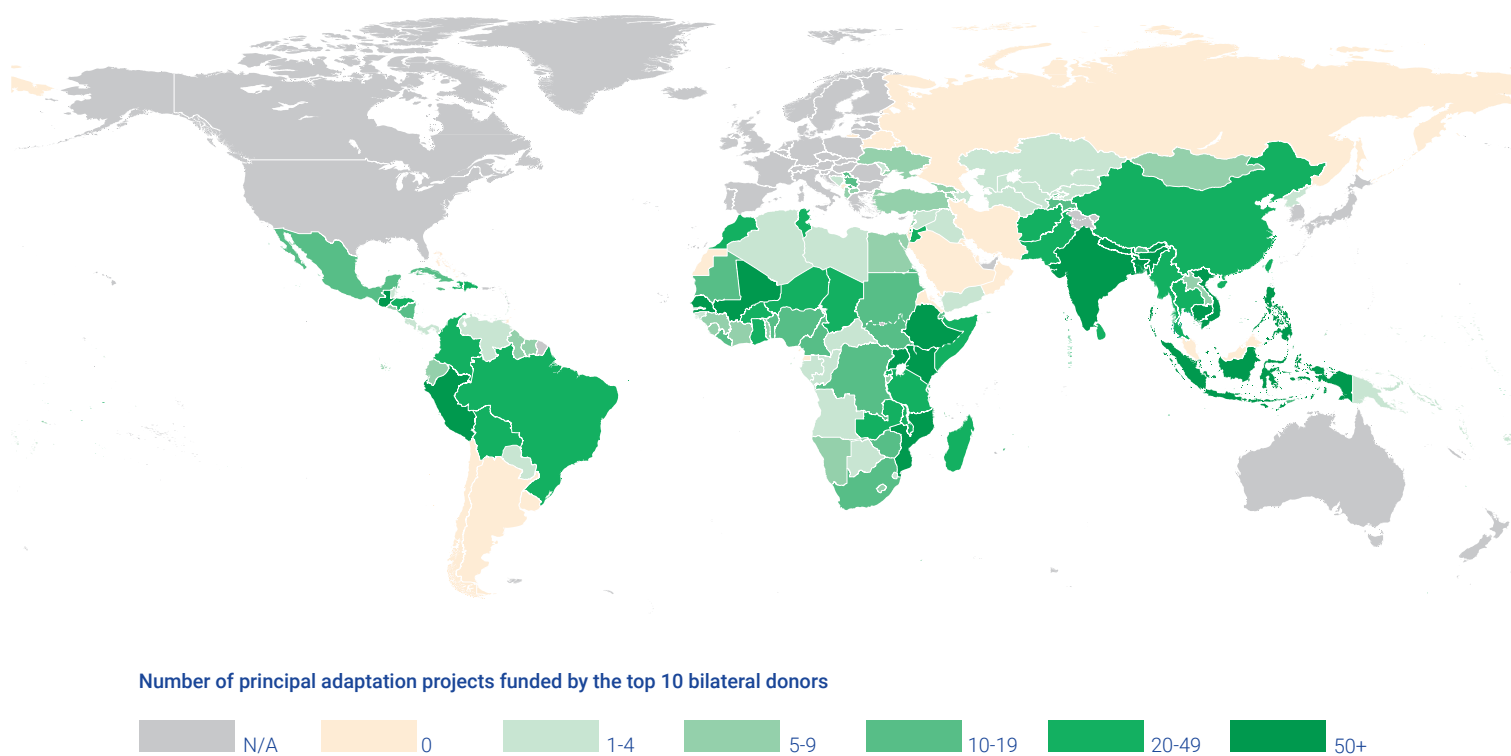 Number of principal adaptation projects funded by the top 10 bilateral donors
N/A 0 1-4 5-9 10-19 20-49 50+